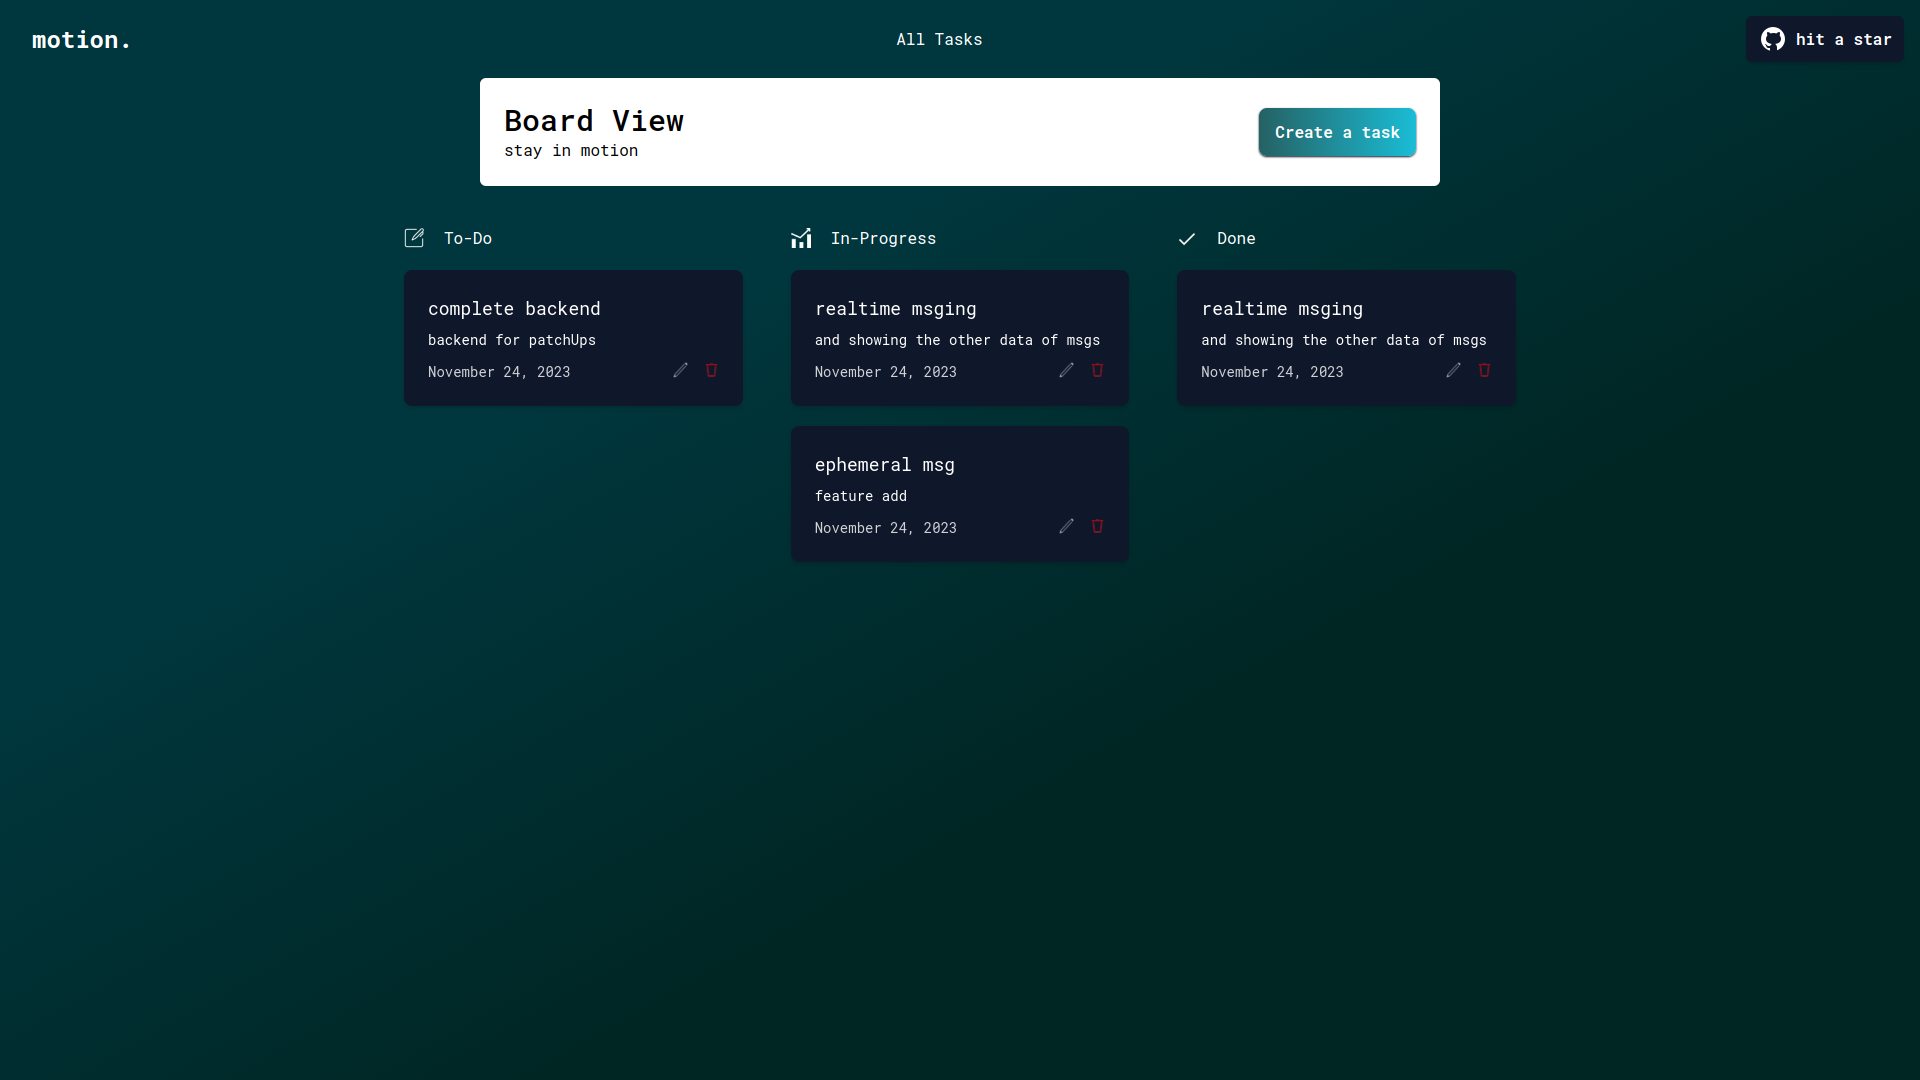 motion.
All Tasks
hit a star
Board View
stay in motion
Create a task
To-Do
complete backend
backend for patchUps
November 24, 2023
In-Progress
realtime msging
and showing the other data of msgs
November 24, 2023
ephemeral msg
feature add
November 24, 2023
Done
realtime msging
and showing the other data of msgs
November 24, 2023